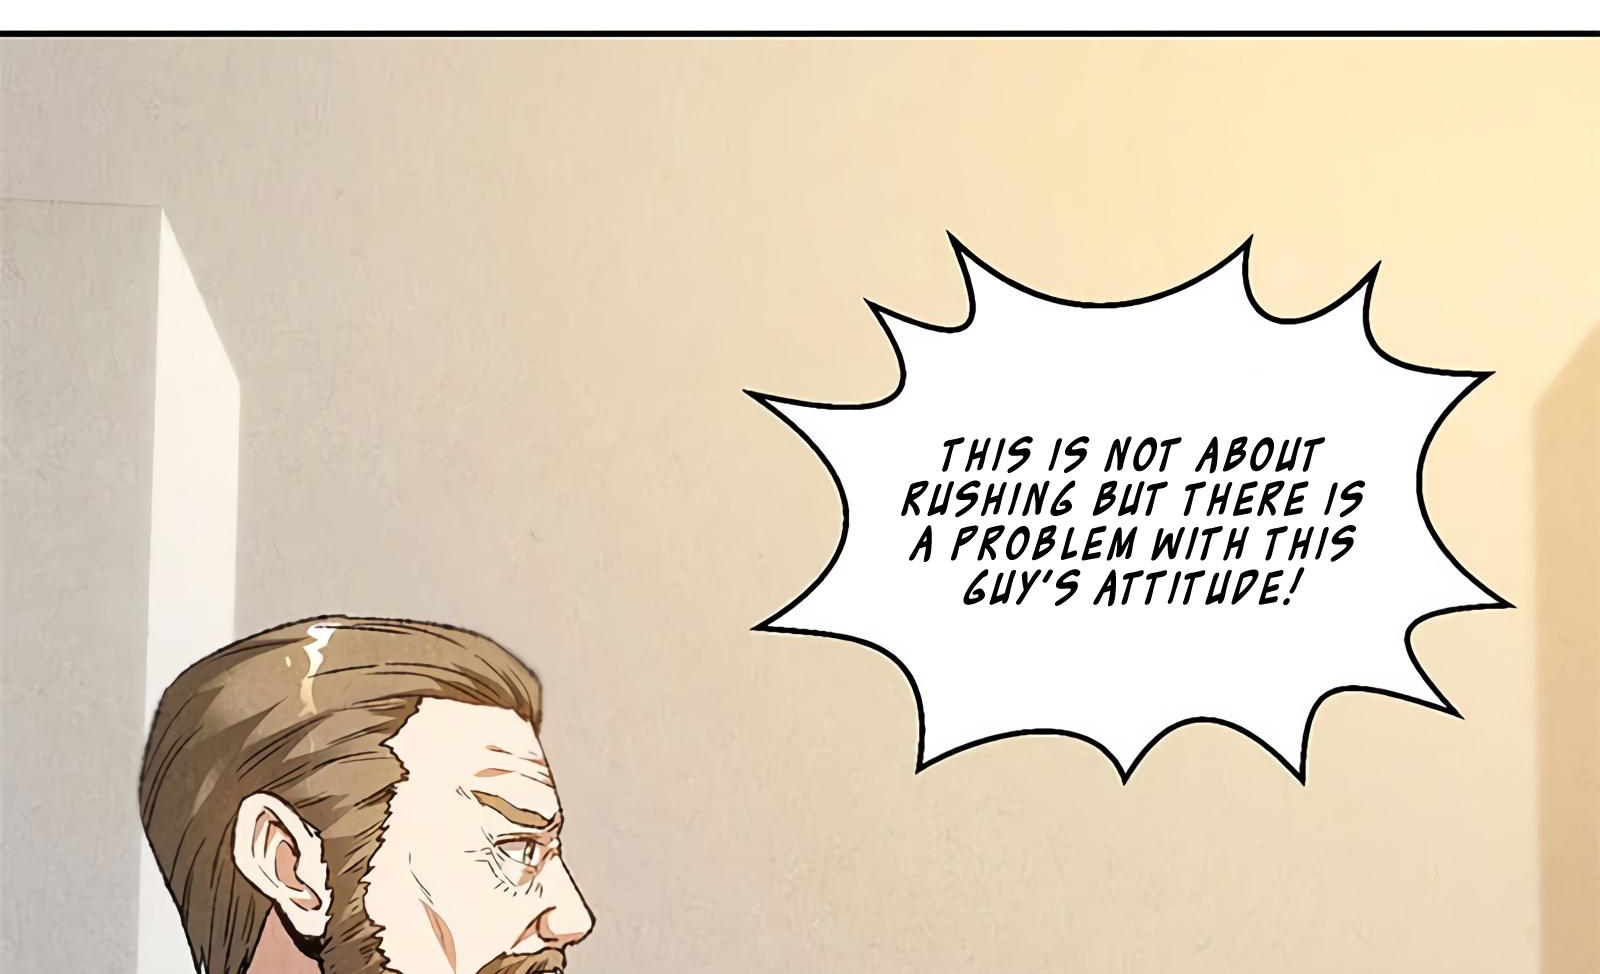 THIS IS NOT ABOUT
RUSHING BUT THERE IS
A PROBLEM WITH THIS
GUY'S ATTITUDE!